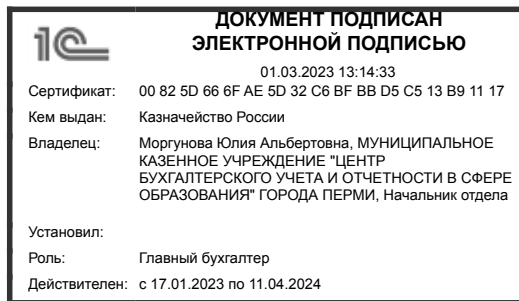 1С
ДОКУМЕНТ ПОДПИСАН
ЭЛЕКТРОННОЙ ПОДПИСЬЮ
01.03.2023 13:14:33
Сертификат: 00 82 5D 66 6F AE 5D 32 C6 BF BB D5 C5 13 B9 11 17
Кем выдан: Казначейство России
Владелец: Моргунова Юлия Альбертовна, МУНИЦИПАЛЬНОЕ
КАЗЕННОЕ УЧРЕЖДЕНИЕ "ЦЕНТР
БУХГАЛТЕРСКОГО УЧЕТА И ОТЧЕТНОСТИ В СФЕРЕ
ОБРАЗОВАНИЯ" ГОРОДА ПЕРМИ, Начальник отдела
Установил:
Роль: Главный бухгалтер
Действителен: с 17.01.2023 по 11.04.2024